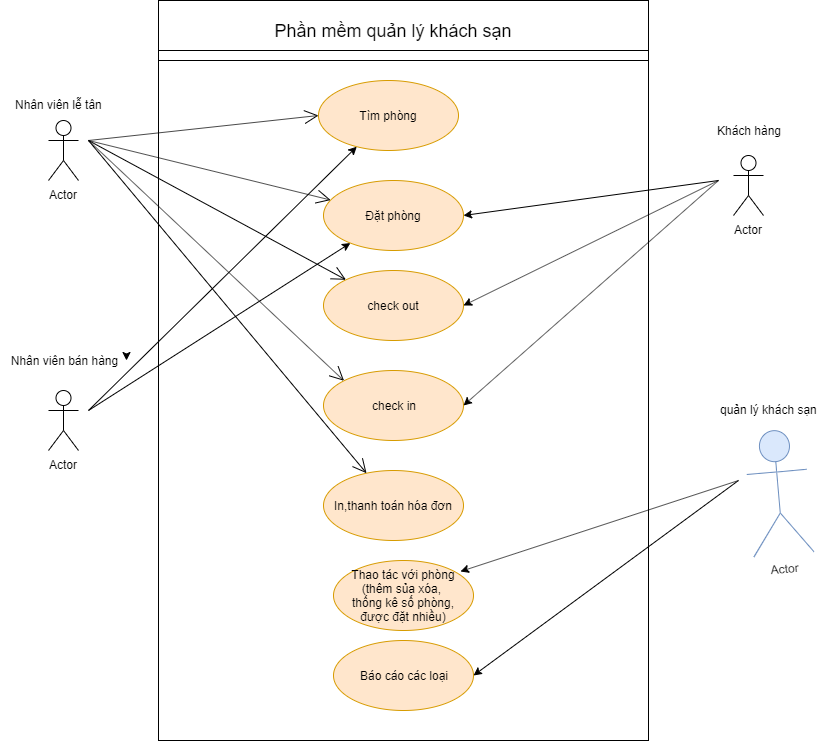 Phần mềm quản lý khách sạn
Nhân viên lễ tân
Actor
Tìm phòng
Khách hàng
Actor
Đặt phòng
check out
Nhân viên bán hàng
Actor
check in
quản lý khách sạn
Actor
In,thanh toán hóa đơn
Thao tác với phòng
(thêm sủa xóa,
thống kê số phòng,
được đặt nhiều)
Báo cáo các loại